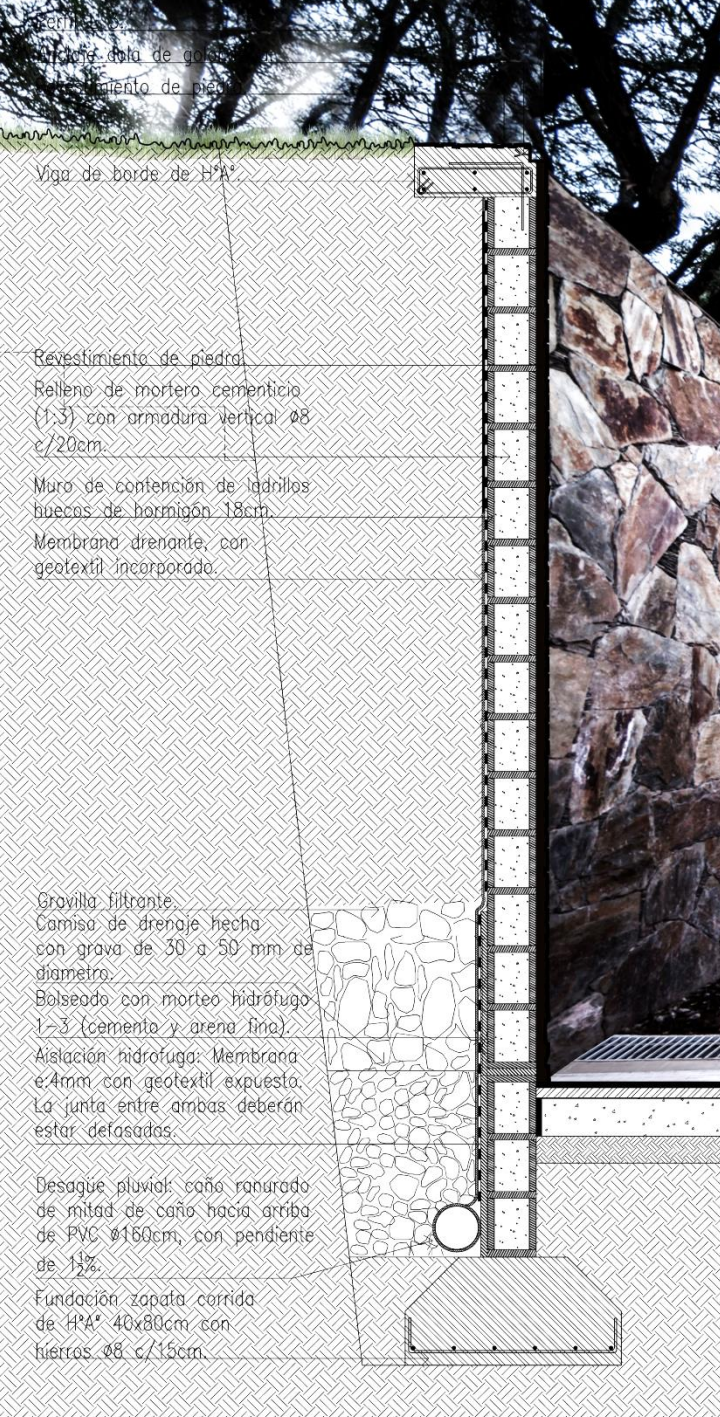 de
de
Viga de borde de HºAº.
Revestimiento de piedra.
Relleno de mortero cementicio
(1:3) con armadura vertical ø8
c/20cm.
Muro de contención de ladrillos
huecos de hormigón 18cm.
Membrana drenante, con
geotextil incorporado.
Gravilla filtrante.
Camisa de drenaje hecha
con grava de 30 a 50 mm de
diametro.
Bolseado con morteo hidrófugo
1-3 (cemento y arena fina).
Aislación hidrofuga: Membrana
e:4mm con geotextil expuesto.
La junta entre ambas deberán
estar defasadas.
Desagüe pluvial: caño ranurado
de mitad de caño hacia arriba
de PVC ø160cm, con pendiente
de 1½%.
Fundación zapata corrida
de HºAº 40x80cm con
hierros ø8 c/15cm.